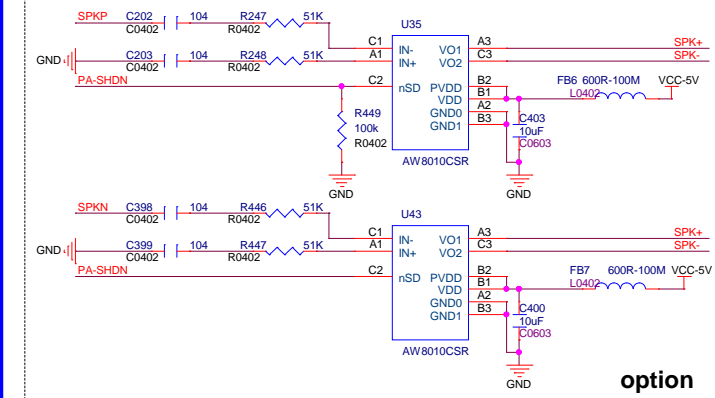 SPKP C202 104 R247 51K U35
C0402 R0402
C1 IN- VO1 A3 SPK+
GND C203 104 R248 51K A1 IN+ VO2 C3 SPK-
C0402 R0402
PA-SHDN C2 nSD PVDD B2 FB6 600R-100M VCC-5V
VDD B1 L0402
GND0 A2
R449 GND1 B3 C403
100k 10uF
R0402 C0603
AW8010CSR
GND GND
SPKN C398 104 R446 51K U43
C0402 R0402
C1 IN- VO1 A3 SPK+
GND C399 104 R447 51K A1 IN+ VO2 C3 SPK-
C0402 R0402
PA-SHDN C2 nSD PVDD B2 FB7 600R-100M VCC-5V
VDD B1 L0402
GND0 A2
GND1 B3 C400
10uF
C0603
AW8010CSR
GND option